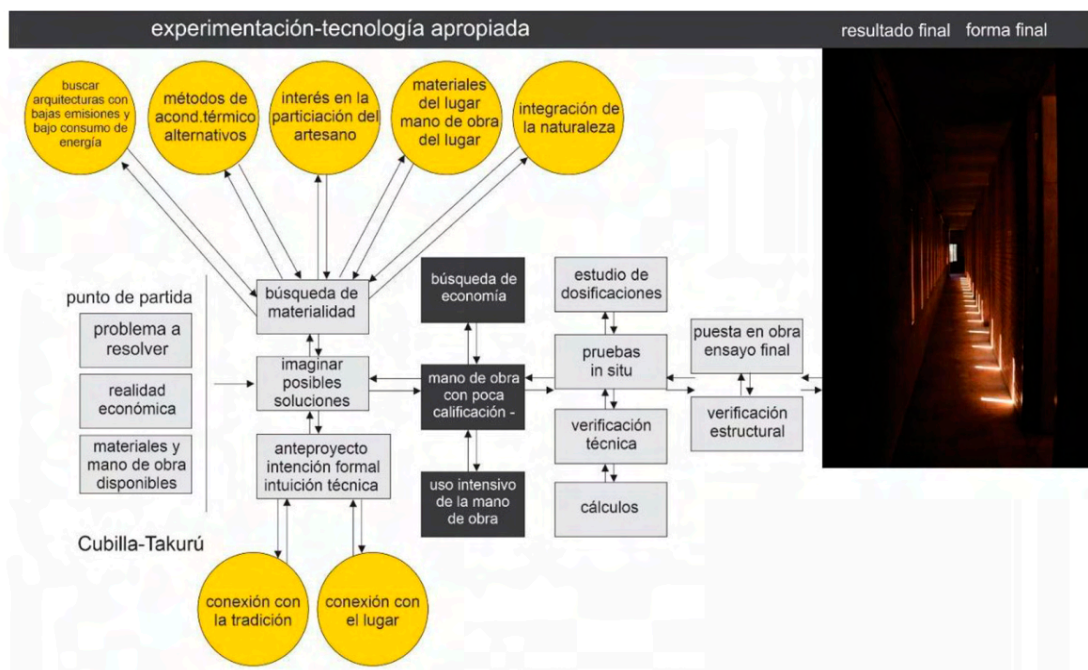 experimentación-tecnología apropiada
resultado final
forma final
buscar
arquitecturas con
bajas emisiones y
bajo consumo de
energía
métodos de
acond.térmico
alternativos
interés en la
particiación del
artesano
materiales
del lugar
mano de obra
del lugar
integración de
la naturaleza
punto de partida
problema a
resolver
realidad
económica
materiales y
mano de obra
disponibles
búsqueda de
materialidad
imaginar
posibles
soluciones
anteproyecto
intención formal
intuición técnica
búsqueda de
economía
mano de obra
con poca
calificación -
uso intensivo
de la mano
de obra
estudio de
dosificaciones
pruebas
in situ
verificación
técnica
cálculos
puesta en obra
ensayo final
verificación
estructural
Cubilla-Takurú
conexión con
la tradición
conexión con
el lugar